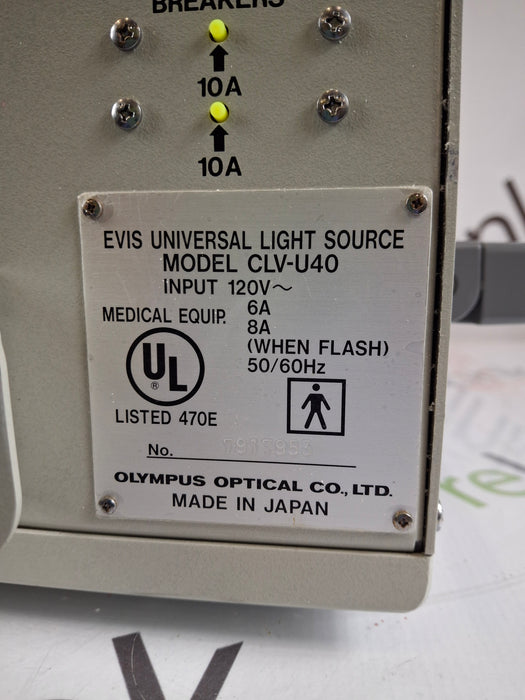 BREAKERS
10A
10A
EVIS UNIVERSAL LIGHT SOURCE
MODEL CLV-U40
INPUT 120V~
6A
8A
(WHEN FLASH)
50/60Hz
MEDICAL EQUIP.
UL
®
LISTED 470E
No. 7917953
OLYMPUS OPTICAL CO., LTD.
MADE IN JAPAN